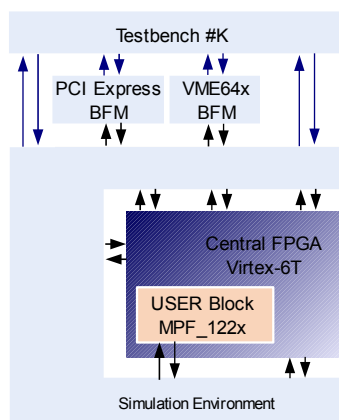 Testbench #K
PCI Express
BFM
VME64x
BFM
Central FPGA
Virtex-6T
USER Block
MPF_122x
Simulation Environment